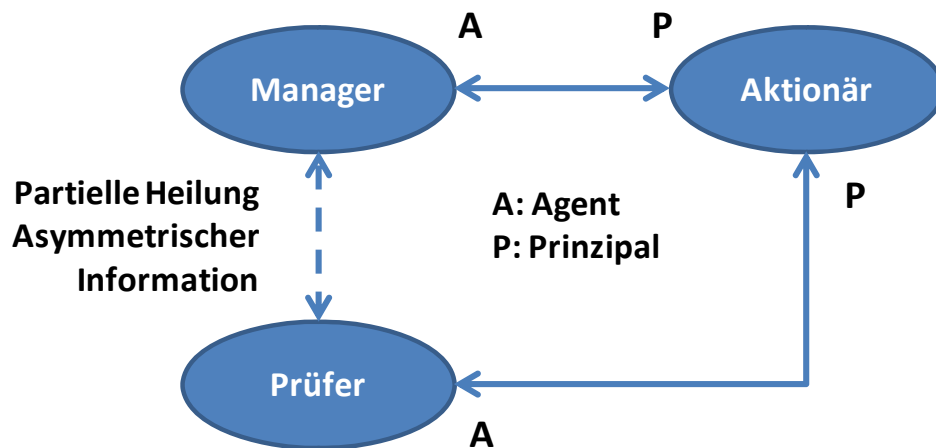 A
P
Manager
Aktionär
Partielle Heilung
Asymmetrischer
Information
A: Agent
P: Prinzipal
P
Prüfer
A